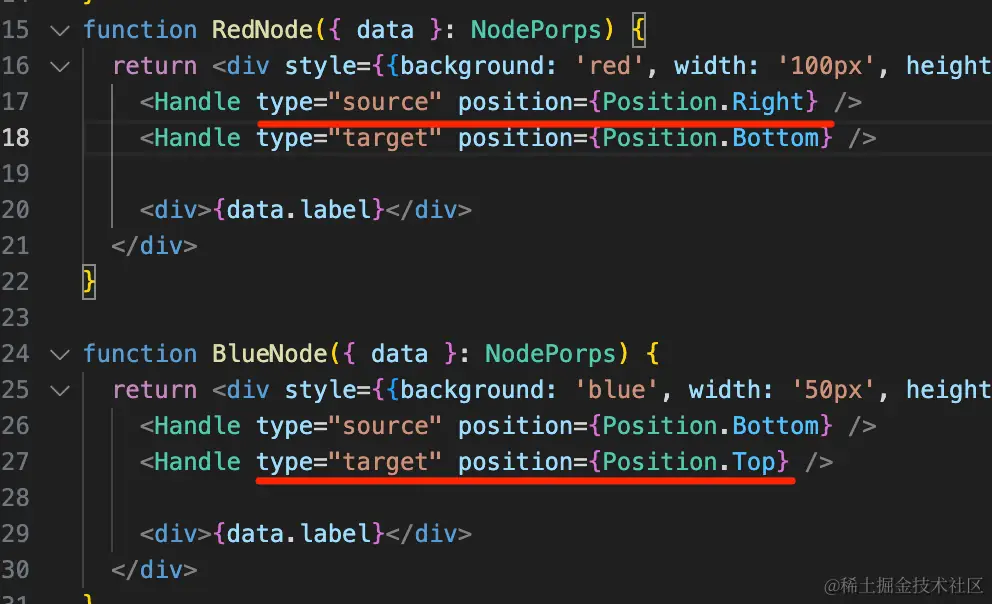 15 function RedNode({ data }: NodePorps) {
16 return <div style={{background: 'red', width: '100px', height
17 <Handle type="source" position={Position.Right} />
18 <Handle type="target" position={Position.Bottom} />
19
20 <div>{data.label}</div>
21 </div>
22 }
23
24 function BlueNode({ data }: NodePorps) {
25 return <div style={{background: 'blue', width: '50px', height
26 <Handle type="source" position={Position.Bottom} />
27 <Handle type="target" position={Position.Top} />
28
29 <div>{data.label}</div>
30 </div>
31 }
@稀土掘金技术社区